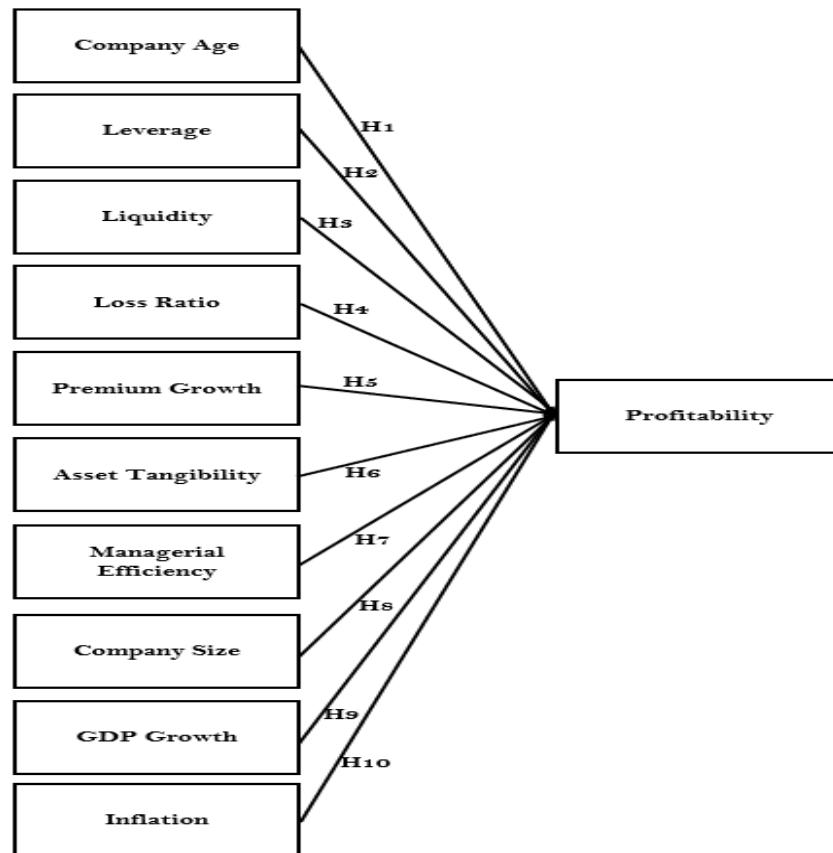 Company Age
H1
Leverage
H2
Liquidity
H3
Loss Ratio
H4
Premium Growth
H5
Profitability
Asset Tangibility
H6
Managerial
Efficiency
H7
Company Size
H8
GDP Growth
H9
Inflation
H10